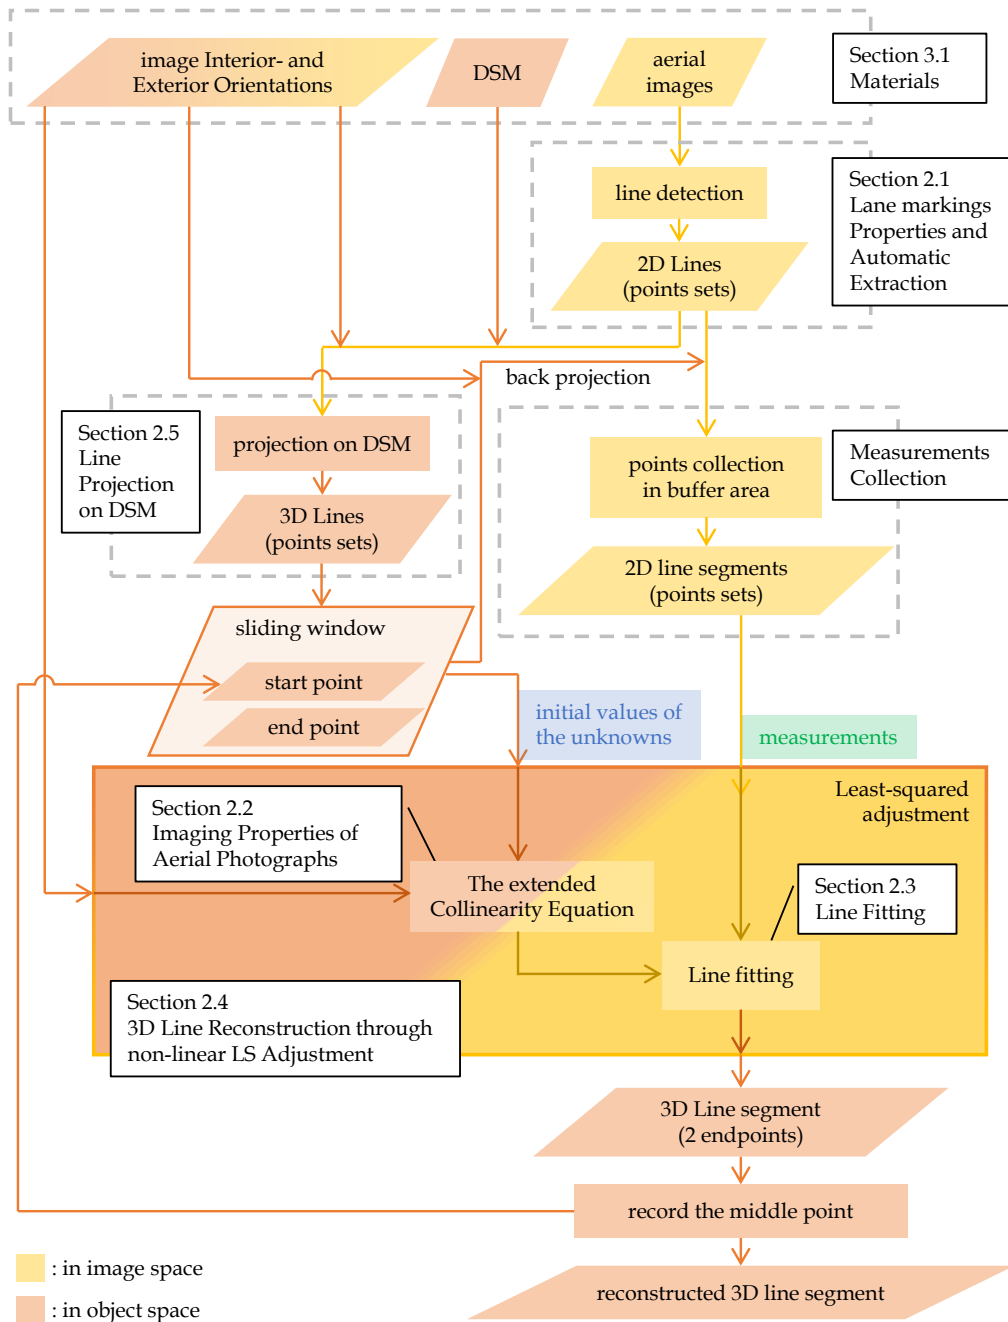 image Interior- and
Exterior Orientations
DSM
aerial
images
Section 3.1
Materials
line detection
Section 2.1
Lane markings
Properties and
Automatic
Extraction
2D Lines
(points sets)
back projection
Section 2.5
Line
Projection
on DSM
projection on DSM
3D Lines
(points sets)
points collection
in buffer area
Measurements
Collection
2D line segments
(points sets)
sliding window
start point
end point
initial values of
the unknowns
measurements
Least-squared
adjustment
Section 2.2
Imaging Properties of
Aerial Photographs
The extended
Collinearity Equation
Section 2.3
Line Fitting
Line fitting
Section 2.4
3D Line Reconstruction through
non-linear LS Adjustment
3D Line segment
(2 endpoints)
record the middle point
reconstructed 3D line segment
: in image space
: in object space